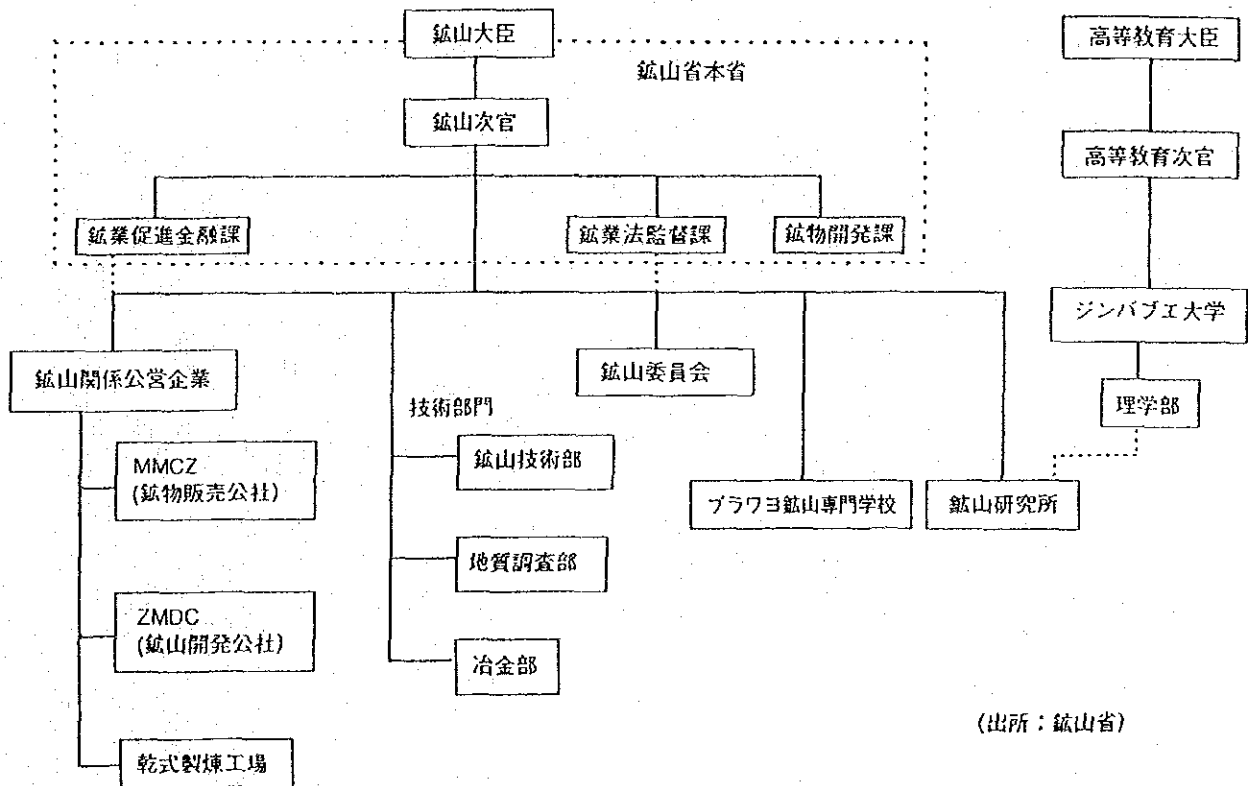 鉱山大臣
高等教育大臣
鉱山省本省
鉱山次官
高等教育次官
鉱業促進金融課
鉱業法監督課
鉱物開発課
ジンバブエ大学
鉱山関係公営企業
鉱山委員会
理学部
技術部門
MMCZ
(鉱物販売公社)
鉱山技術部
ブラワヨ鉱山専門学校
鉱山研究所
地質調査部
ZMDC
(鉱山開発公社)
冶金部
(出所：鉱山省)
乾式製煉工場